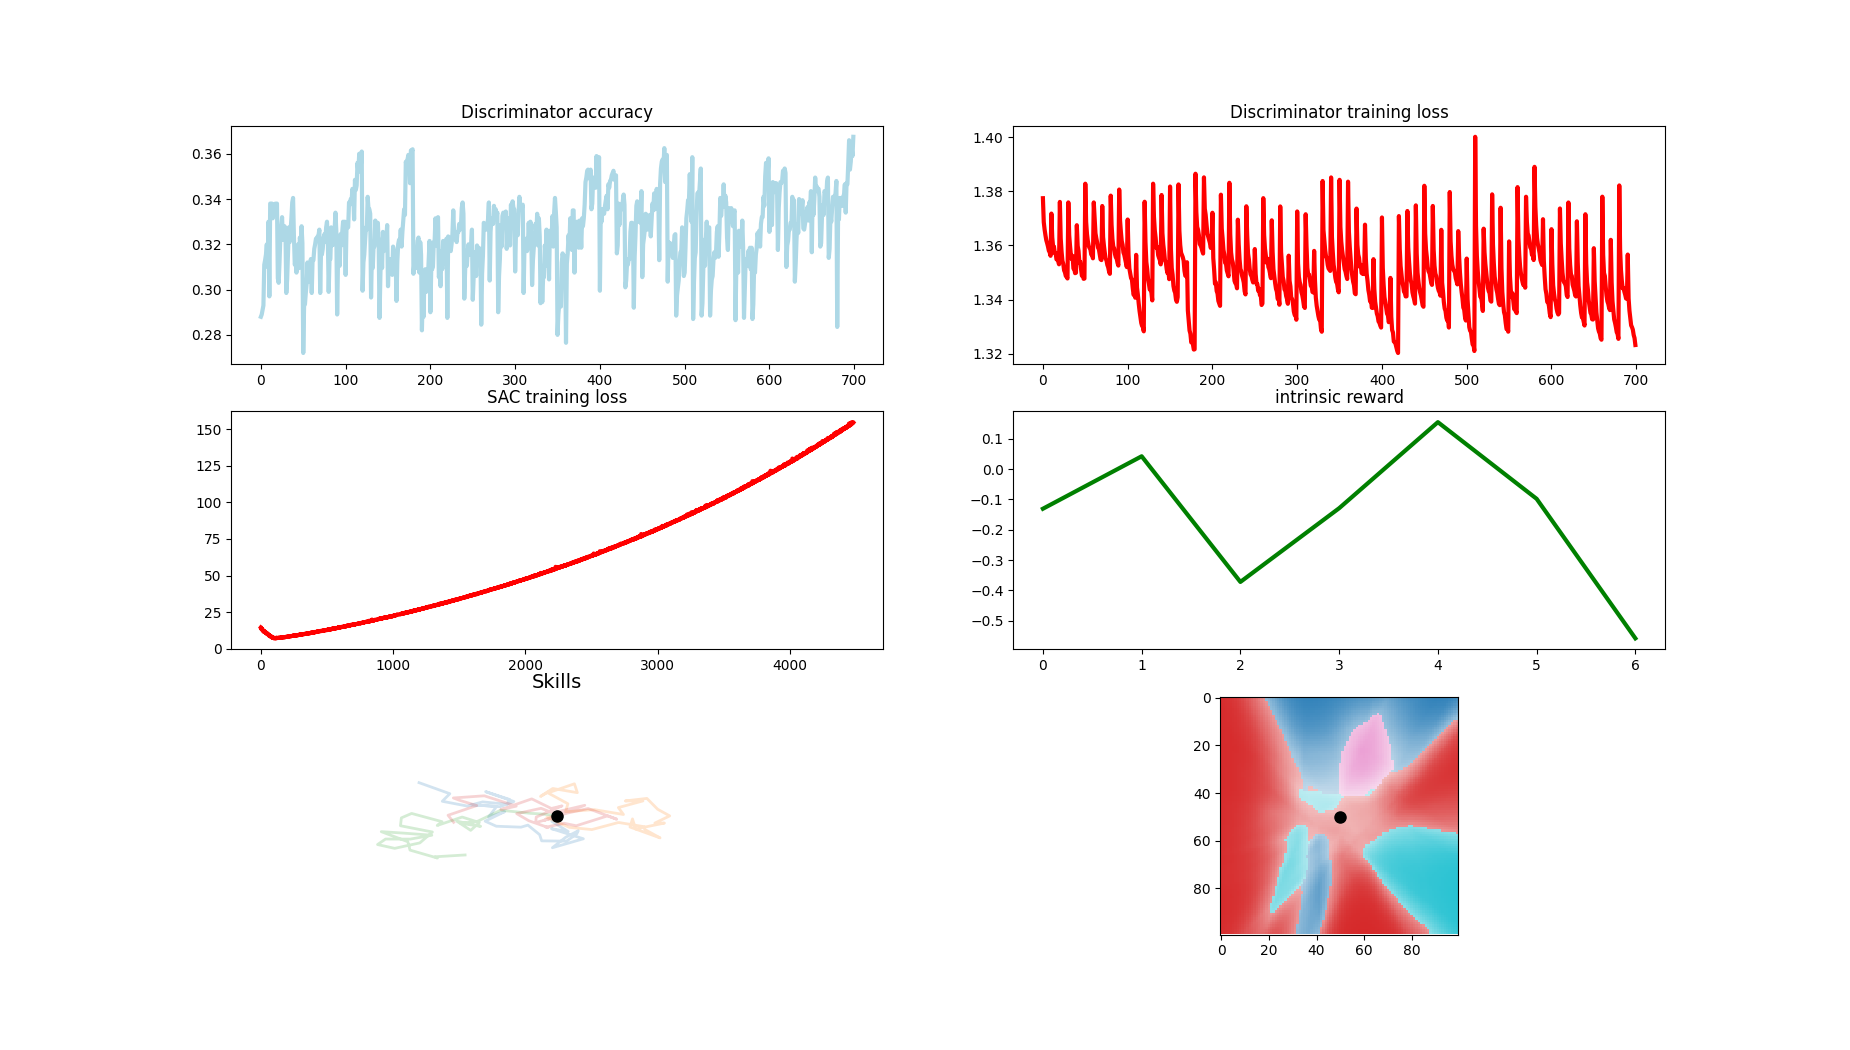 Discriminator accuracy
0.36
0.34
0.32
0.30
0.28
0 100 200 300 400 500 600 700
Discriminator training loss
1.40
1.38
1.36
1.34
1.32
0 100 200 300 400 500 600 700
SAC training loss
150
125
100
75
50
25
0
0 1000 2000 3000 4000
intrinsic reward
0.1
0.0
−0.1
−0.2
−0.3
−0.4
−0.5
0 1 2 3 4 5 6
Skills
0
20
40
60
80
0 20 40 60 80